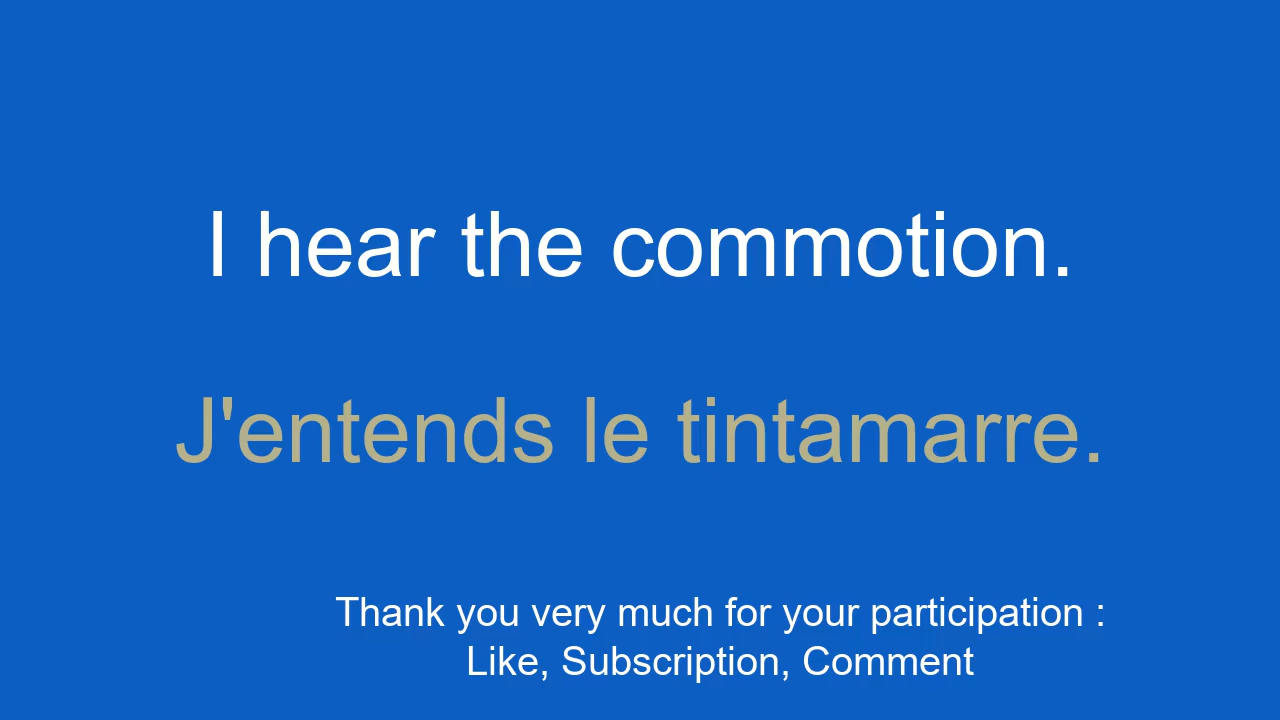 I hear the commotion.
J'entends le tintamarre.
Thank you very much for your participation :
Like, Subscription, Comment